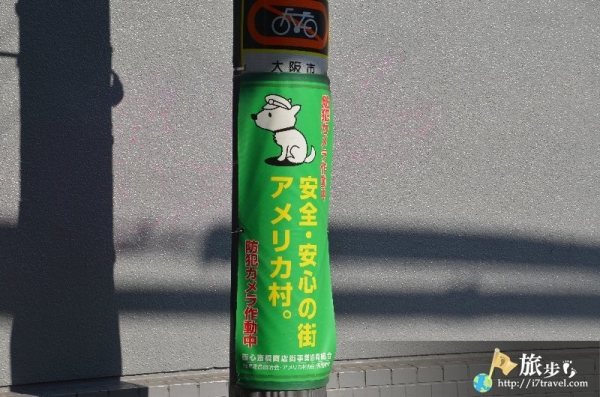 大阪市
防犯カメラ作動中
安全・安心の街
アメリカ村。
防犯カメラ作動中
旅步
http://i7travel.com/